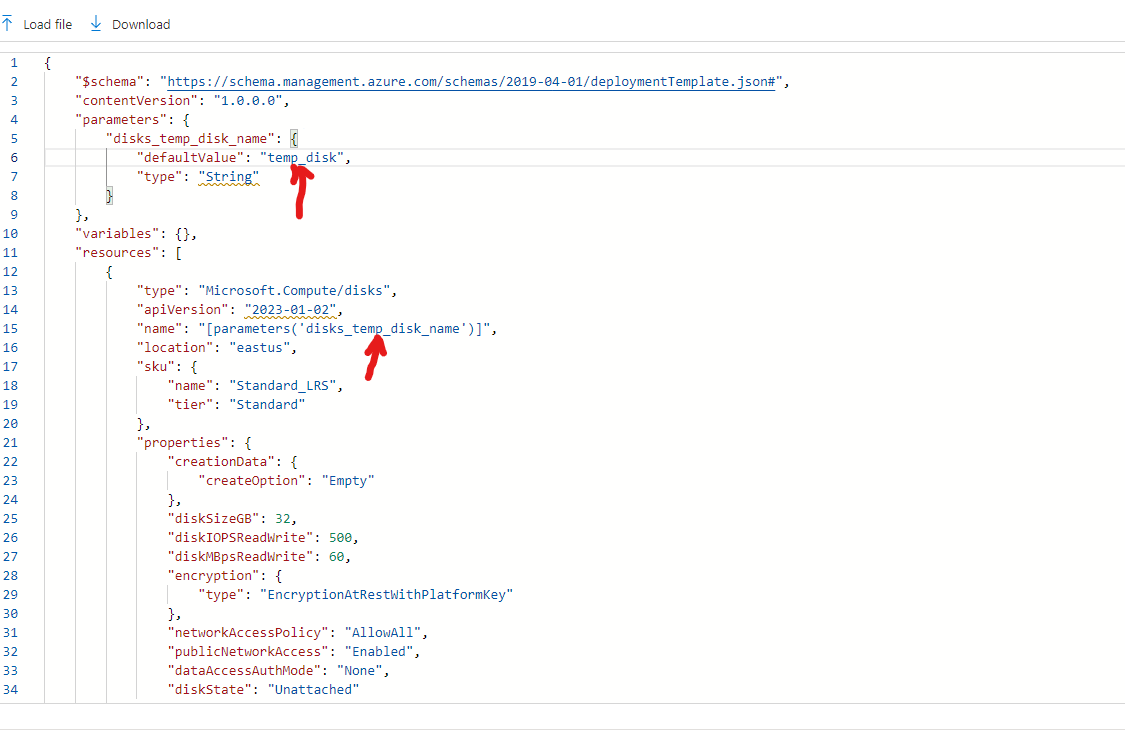 Load file Download
1 {
2 "$schema": "https://schema.management.azure.com/schemas/2019-04-01/deploymentTemplate.json#",
3 "contentVersion": "1.0.0.0",
4 "parameters": {
5 "disks_temp_disk_name": {
6 "defaultValue": "temp_disk",
7 "type": "String"
8 }
9 },
10 "variables": {},
11 "resources": [
12 {
13 "type": "Microsoft.Compute/disks",
14 "apiVersion": "2023-01-02",
15 "name": "[parameters('disks_temp_disk_name')]",
16 "location": "eastus",
17 "sku": {
18 "name": "Standard_LRS",
19 "tier": "Standard"
20 },
21 "properties": {
22 "creationData": {
23 "createOption": "Empty"
24 },
25 "diskSizeGB": 32,
26 "diskIOPSReadWrite": 500,
27 "diskMBpsReadWrite": 60,
28 "encryption": {
29 "type": "EncryptionAtRestWithPlatformKey"
30 },
31 "networkAccessPolicy": "AllowAll",
32 "publicNetworkAccess": "Enabled",
33 "dataAccessAuthMode": "None",
34 "diskState": "Unattached"